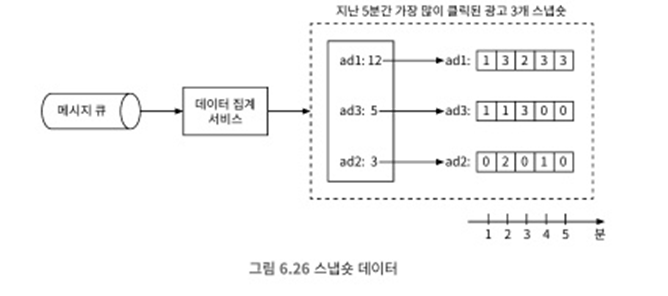 지난 5분간 가장 많이 클릭된 광고 3개 스냅숏
메시지 큐
데이터 집계
서비스
ad1: 12
ad1: 1 3 2 3 3
ad3: 5
ad3: 1 1 3 0 0
ad2: 3
ad2: 0 2 0 1 0
1 2 3 4 5 분
그림 6.26 스냅숏 데이터